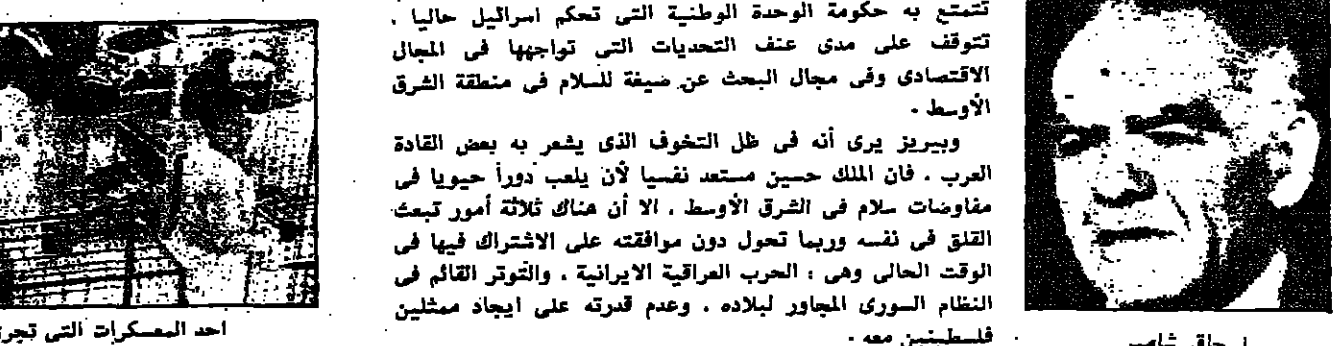 تتمتع به حكومة الوحدة الوطنية التى تحكم اسرائيل حاليا ،
تتوقف على مدى عنف التحديات التى تواجهها فى المجال
الاقتصادى وفى مجال البحث عن صيغة للسلام فى منطقة الشرق
الأوسط .
وبيريز يرى أنه فى ظل التخوف الذى يشعر به بعض القادة
العرب ، فان الملك حسين مستعد نفسيا لأن يلعب دوراً حيويا فى
مفاوضات سلام فى الشرق الأوسط ، الا أن هناك ثلاثة أمور تبعث
القلق فى نفسه وربما تحول دون موافقته على الاشتراك فيها فى
الوقت الحالى وهى : الحرب العراقية الايرانية ، والتوتر القائم فى
النظام السورى المجاور لبلاده ، وعدم قدرته على ايجاد ممثلين
فلسطينين معه .
احد المعسكرات التى تجرى